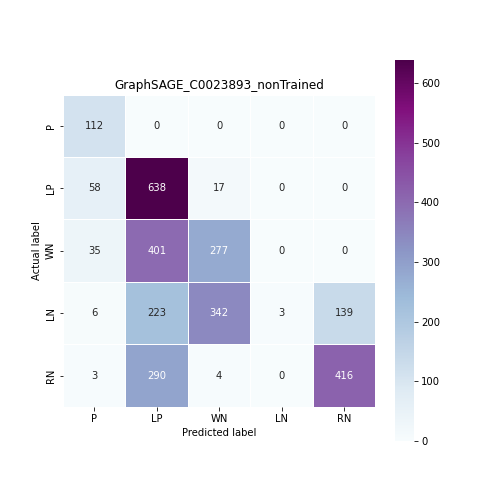 GraphSAGE_C0023893_nonTrained
P 112 0 0 0 0
LP 58 638 17 0 0
WN 35 401 277 0 0
LN 6 223 342 3 139
RN 3 290 4 0 416
P LP WN LN RN
Actual label
Predicted label
600
500
400
300
200
100
0